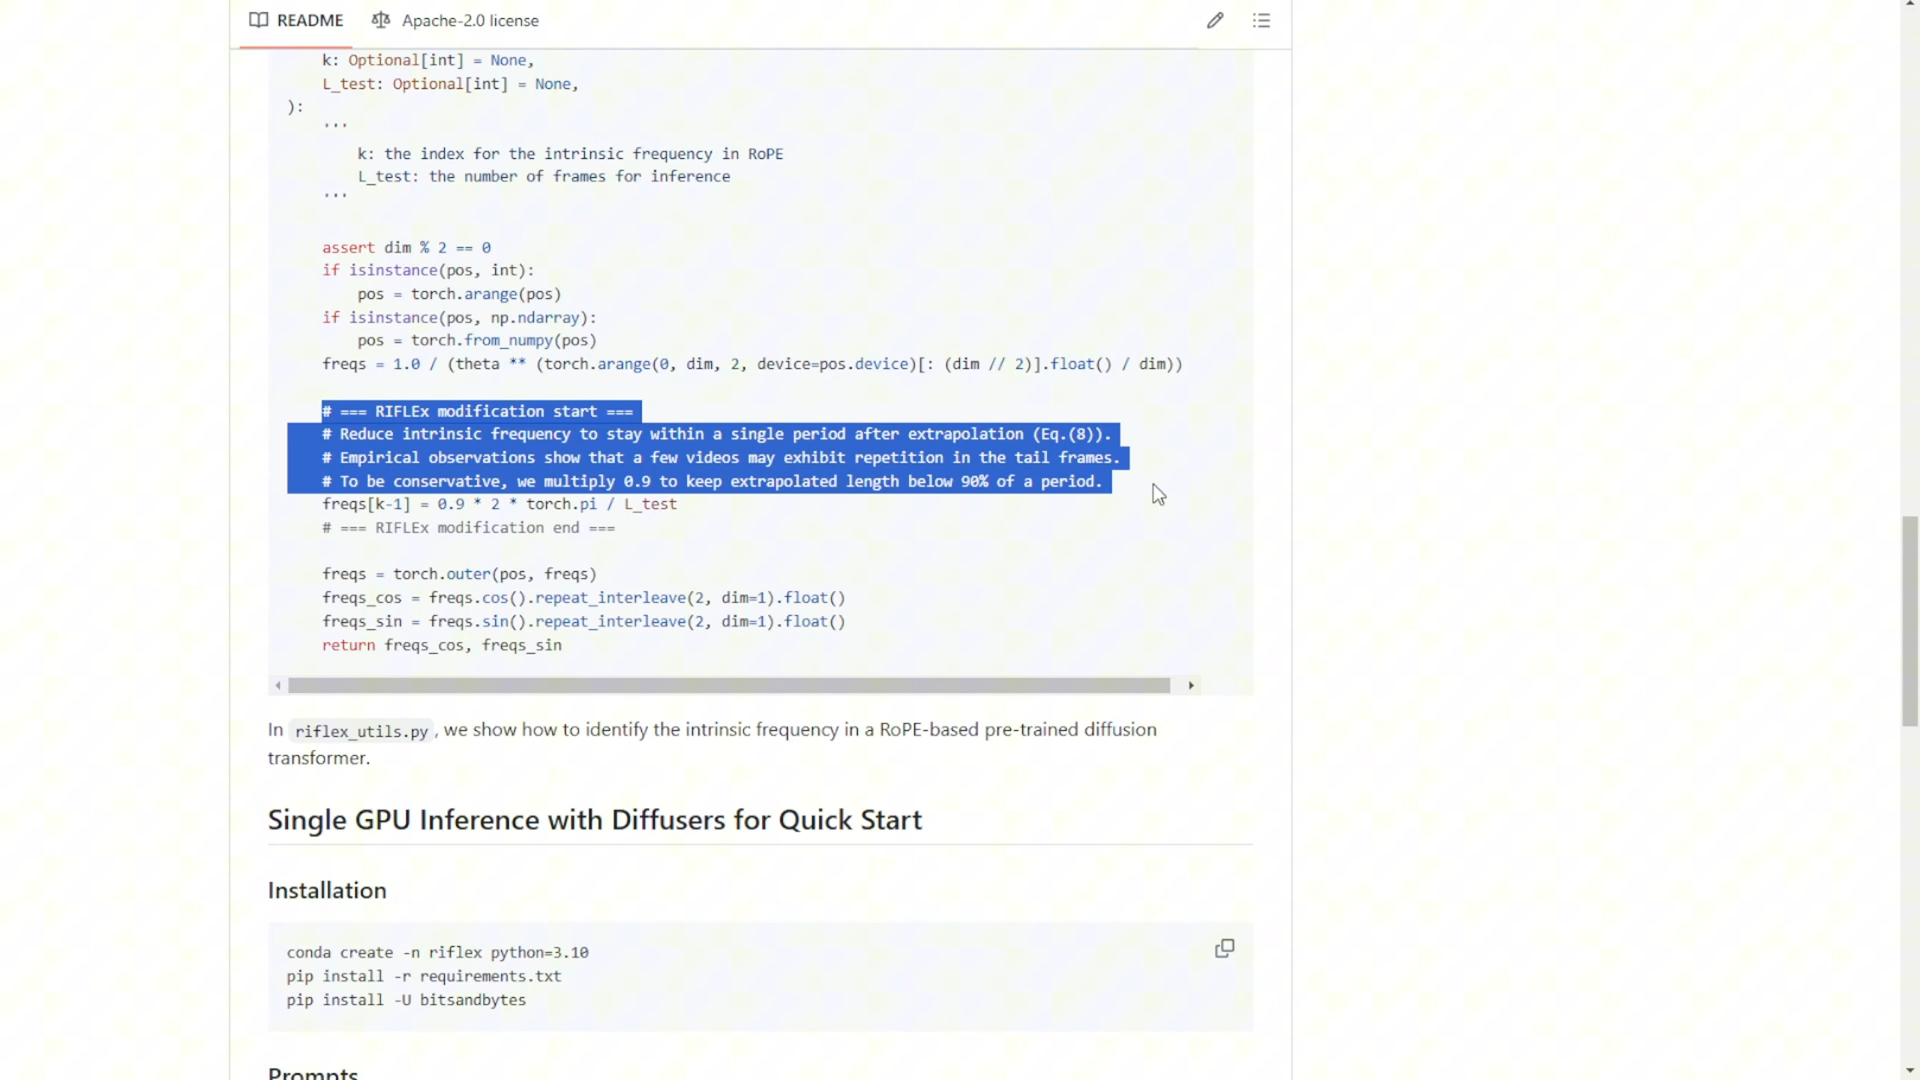 README Apache-2.0 license
k: Optional[int] = None,
L_test: Optional[int] = None,
):
'''
k: the index for the intrinsic frequency in RoPE
L_test: the number of frames for inference
'''
assert dim % 2 == 0
if isinstance(pos, int):
pos = torch.arange(pos)
if isinstance(pos, np.ndarray):
pos = torch.from_numpy(pos)
freqs = 1.0 / (theta ** (torch.arange(0, dim, 2, device=pos.device)[: (dim // 2)].float() / dim))
# === RIFLEx modification start ===
# Reduce intrinsic frequency to stay within a single period after extrapolation (Eq.(8)).
# Empirical observations show that a few videos may exhibit repetition in the tail frames.
# To be conservative, we multiply 0.9 to keep extrapolated length below 90% of a period.
freqs[k-1] = 0.9 * 2 * torch.pi / L_test
# === RIFLEx modification end ===
freqs = torch.outer(pos, freqs)
freqs_cos = freqs.cos().repeat_interleave(2, dim=1).float()
freqs_sin = freqs.sin().repeat_interleave(2, dim=1).float()
return freqs_cos, freqs_sin
In riflex_utils.py, we show how to identify the intrinsic frequency in a RoPE-based pre-trained diffusion
transformer.
Single GPU Inference with Diffusers for Quick Start
Installation
conda create -n riflex python=3.10
pip install -r requirements.txt
pip install -U bitsandbytes
Prompts